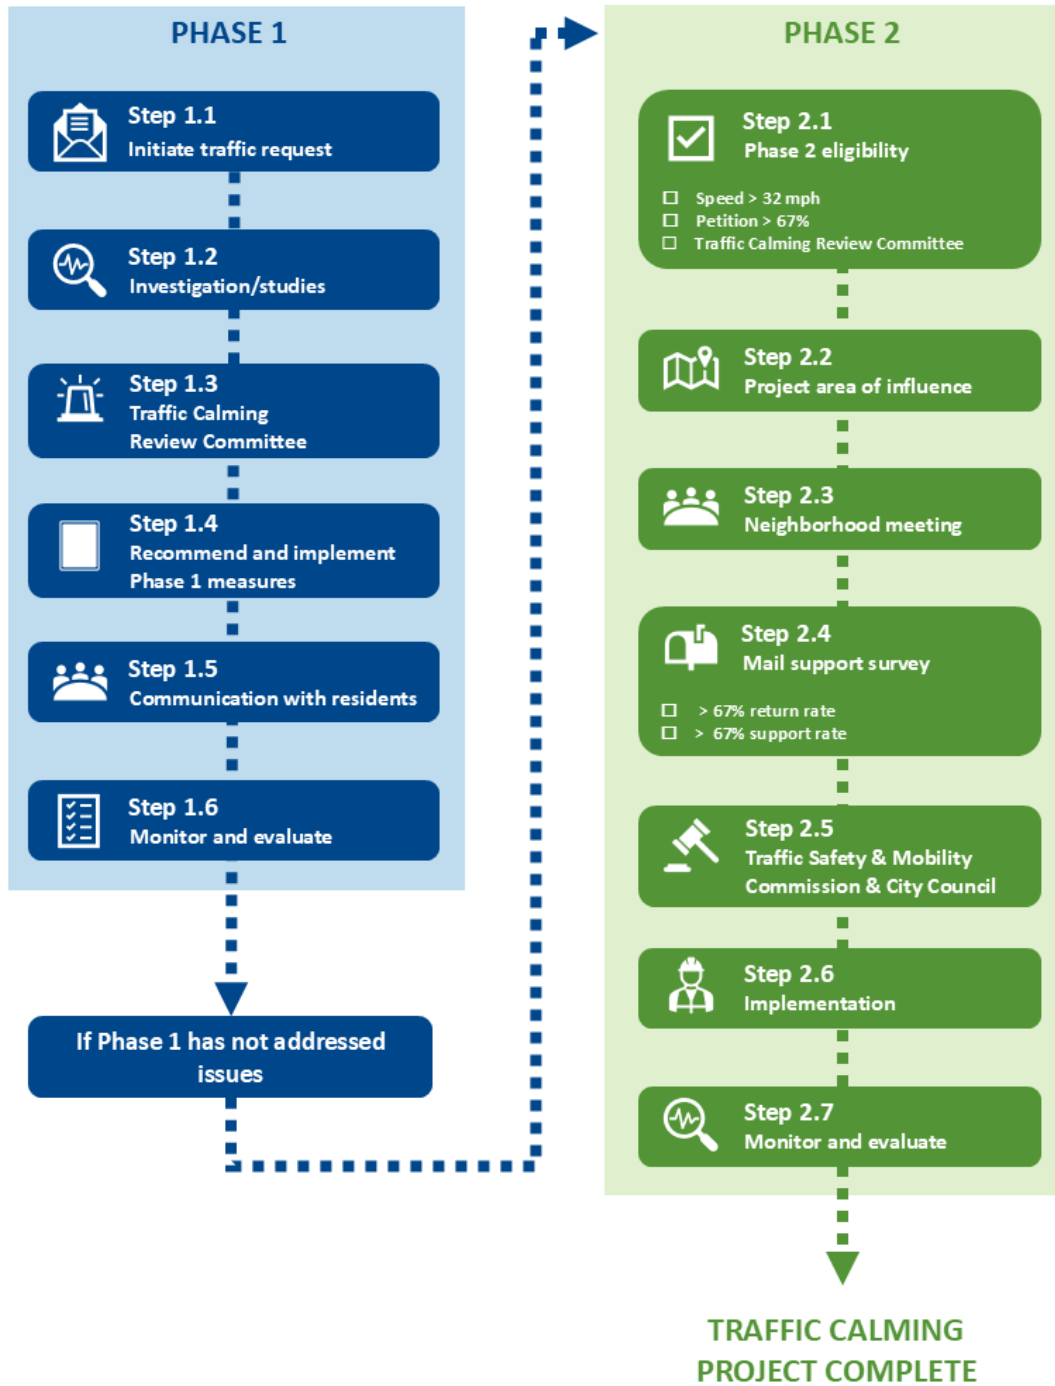 PHASE 1
Step 1.1
Initiate traffic request
Step 1.2
Investigation/studies
Step 1.3
Traffic Calming
Review Committee
Step 1.4
Recommend and implement
Phase 1 measures
Step 1.5
Communication with residents
Step 1.6
Monitor and evaluate
If Phase 1 has not addressed
issues
PHASE 2
Step 2.1
Phase 2 eligibility
☐ Speed > 32 mph
☐ Petition > 67%
☐ Traffic Calming Review Committee
Step 2.2
Project area of influence
Step 2.3
Neighborhood meeting
Step 2.4
Mail support survey
☐ > 67% return rate
☐ > 67% support rate
Step 2.5
Traffic Safety & Mobility
Commission & City Council
Step 2.6
Implementation
Step 2.7
Monitor and evaluate
TRAFFIC CALMING
PROJECT COMPLETE